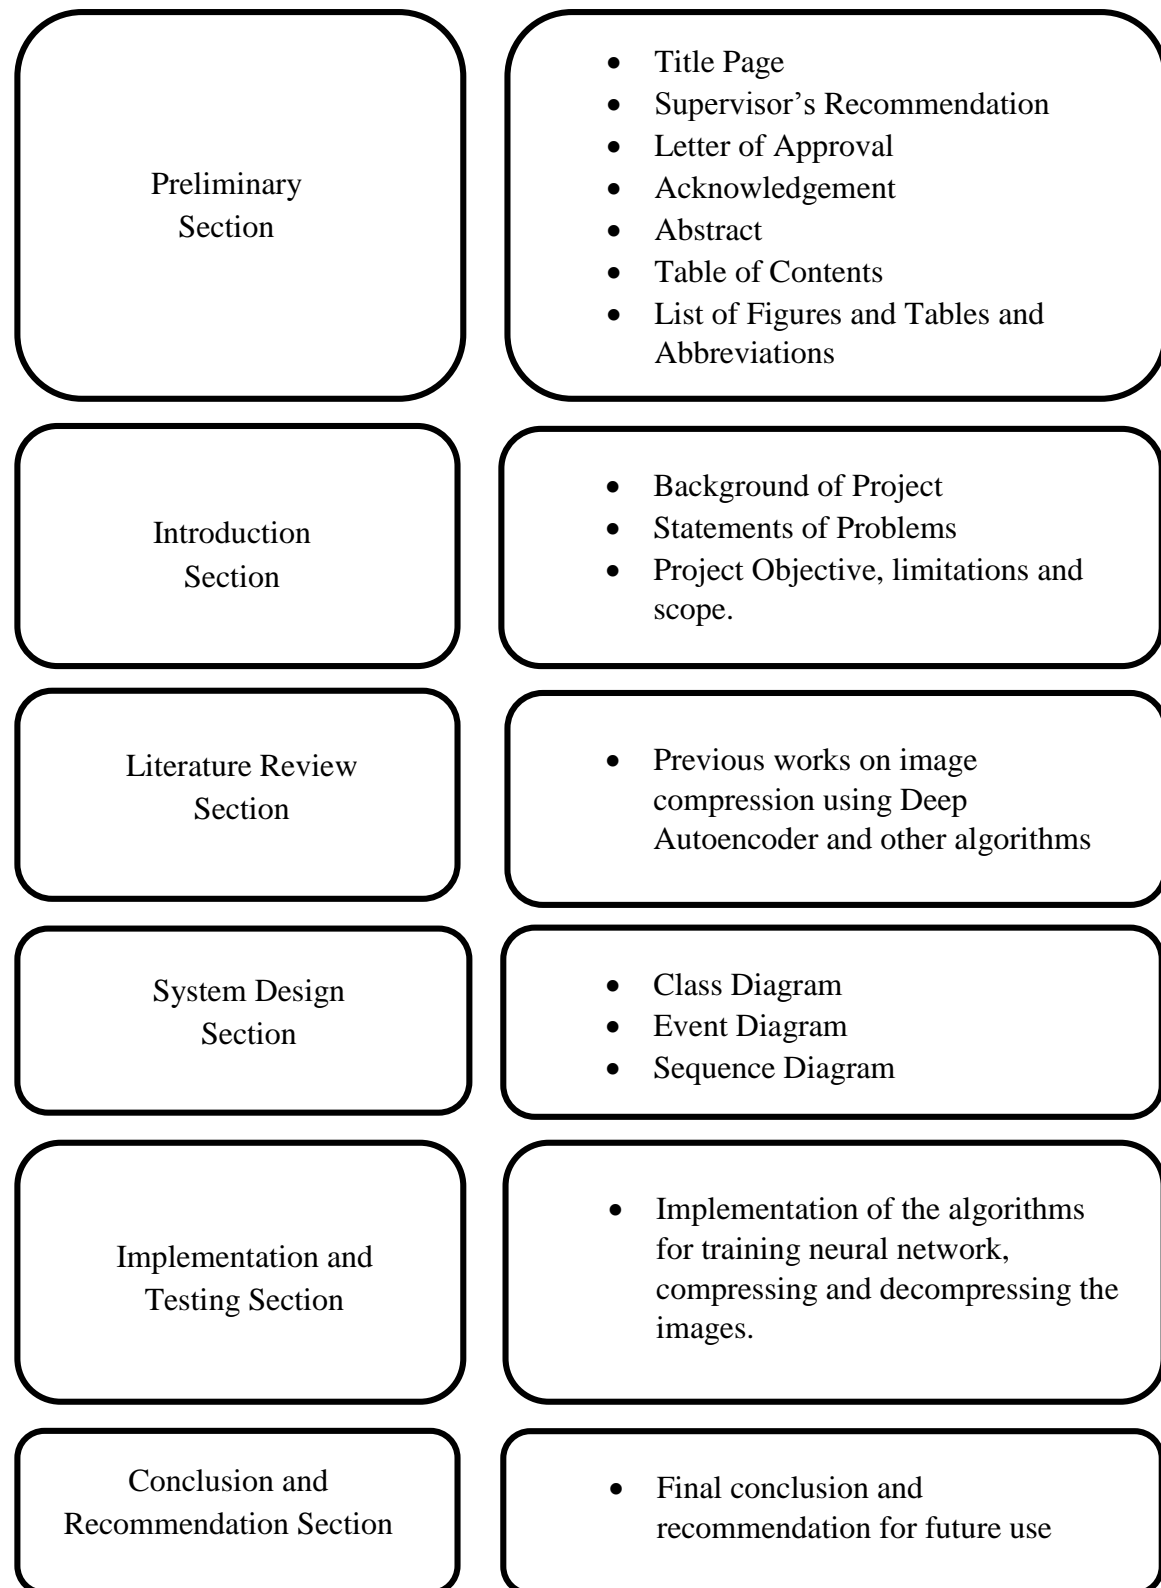 Preliminary
Section
• Title Page
• Supervisor’s Recommendation
• Letter of Approval
• Acknowledgement
• Abstract
• Table of Contents
• List of Figures and Tables and
Abbreviations
Introduction
Section
• Background of Project
• Statements of Problems
• Project Objective, limitations and
scope.
Literature Review
Section
• Previous works on image
compression using Deep
Autoencoder and other algorithms
System Design
Section
• Class Diagram
• Event Diagram
• Sequence Diagram
Implementation and
Testing Section
• Implementation of the algorithms
for training neural network,
compressing and decompressing the
images.
Conclusion and
Recommendation Section
• Final conclusion and
recommendation for future use